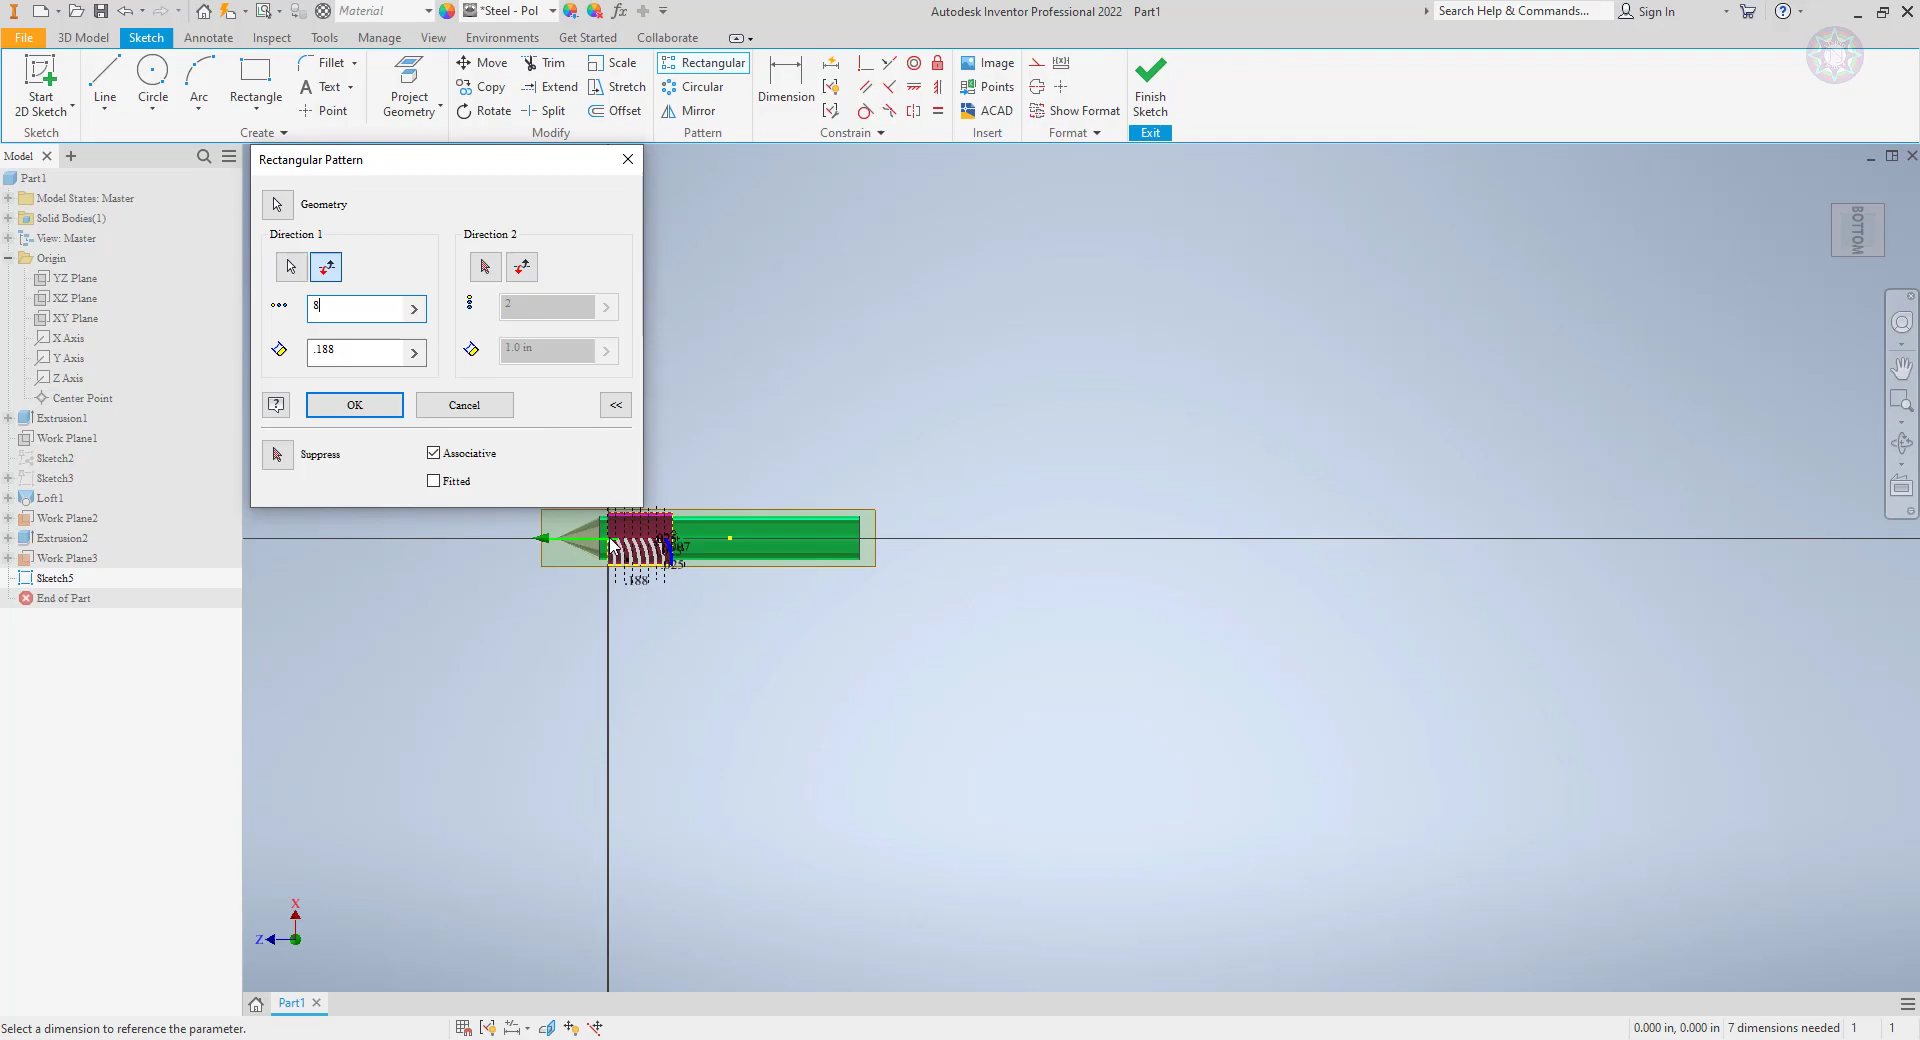 Material
*Steel - Pol
fx
Autodesk Inventor Professional 2022 Part1
Search Help & Commands...
Sign In
File 3D Model Sketch Annotate Inspect Tools Manage View Environments Get Started Collaborate
Start
2D Sketch
Line
Circle
Arc
Rectangle
Fillet
Text
Point
Project
Geometry
Move
Copy
Rotate
Trim
Extend
Split
Scale
Stretch
Offset
Rectangular
Circular
Mirror
Dimension
Image
Points
ACAD
Show Format
Finish
Sketch
Sketch
Create
Modify
Pattern
Constrain
Insert
Format
Exit
Model
Part1
Model States: Master
Solid Bodies(1)
View: Master
Origin
YZ Plane
XZ Plane
XY Plane
X Axis
Y Axis
Z Axis
Center Point
Extrusion1
Work Plane1
Sketch2
Sketch3
Loft1
Work Plane2
Extrusion2
Work Plane3
Sketch5
End of Part
Rectangular Pattern
Geometry
Direction 1
Direction 2
8
2
.188
1.0 in
OK
Cancel
<<
Suppress
Associative
Fitted
.188
BOTTOM
X
Z
Part1
Select a dimension to reference the parameter.
0.000 in, 0.000 in 7 dimensions needed 1 1